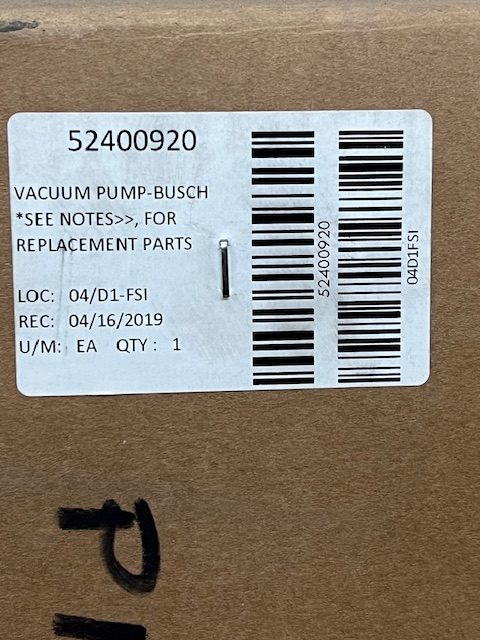 52400920
VACUUM PUMP-BUSCH
*SEE NOTES>>, FOR
REPLACEMENT PARTS
LOC: 04/D1-FSI
REC: 04/16/2019
U/M: EA QTY: 1
52400920
04D1FSI